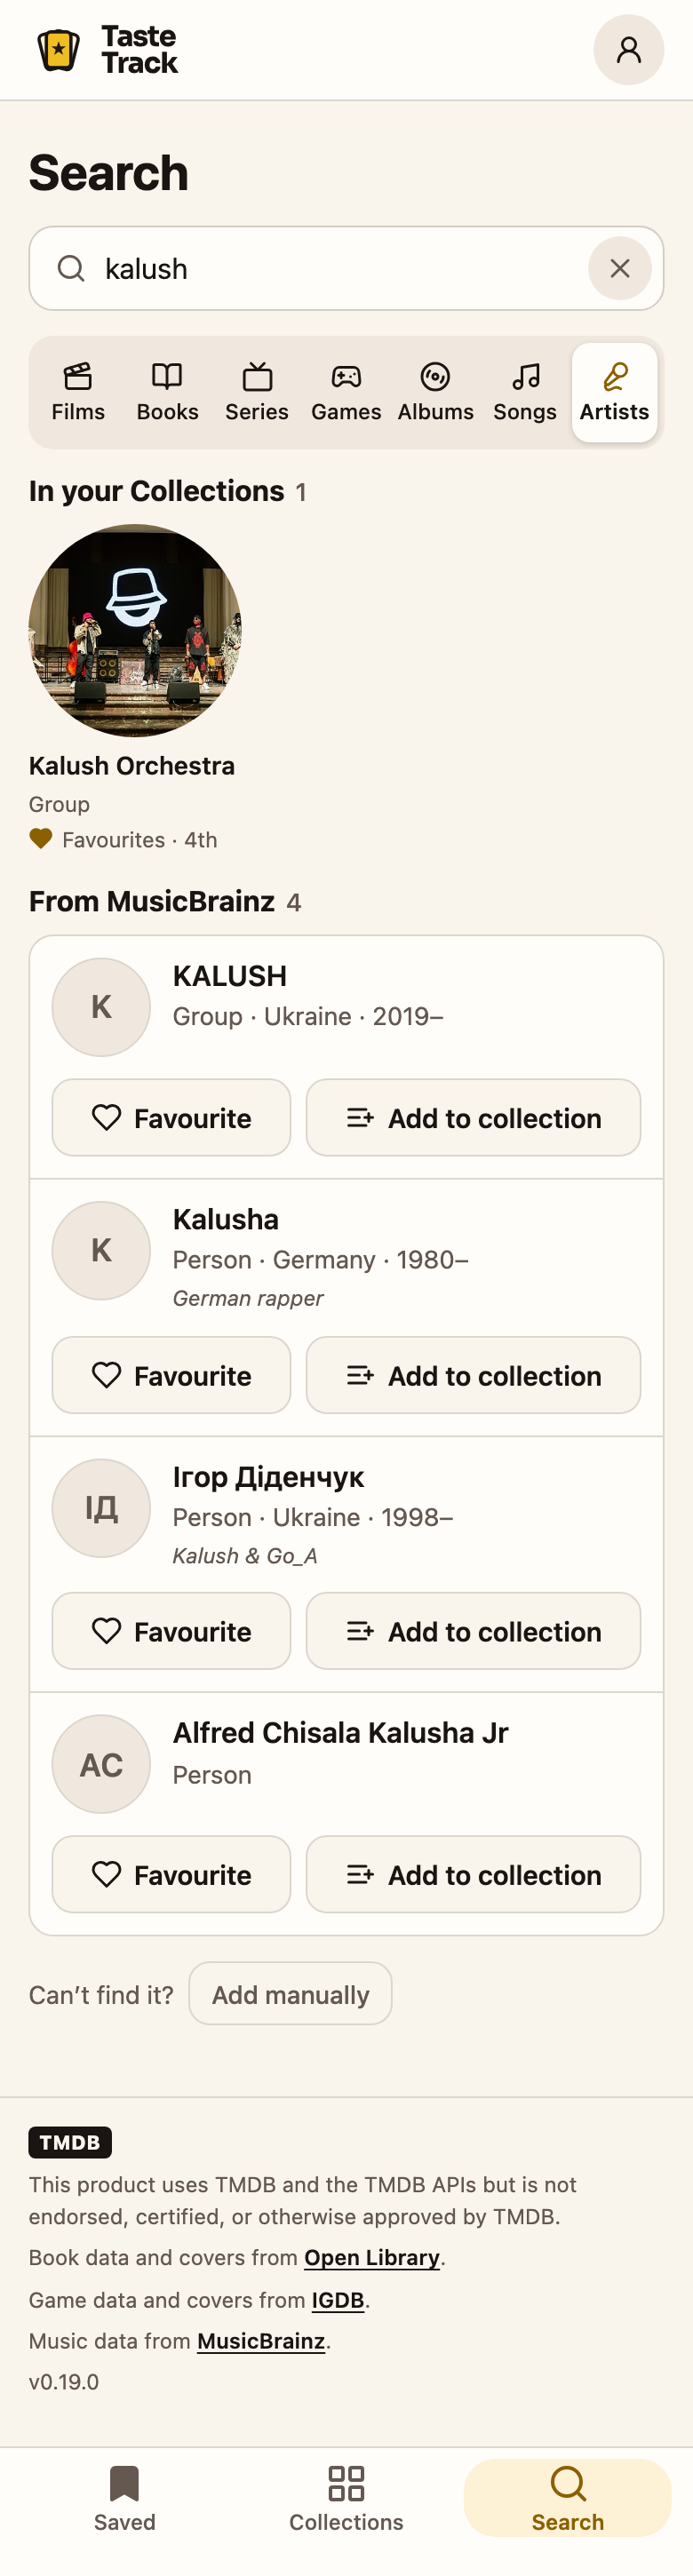 Taste
Track
Search
kalush
Films
Books
Series
Games
Albums
Songs
Artists
In your Collections 1
Kalush Orchestra
Group
Favourites · 4th
From MusicBrainz 4
K
KALUSH
Group · Ukraine · 2019–
Favourite
Add to collection
K
Kalusha
Person · Germany · 1980–
German rapper
Favourite
Add to collection
ІД
Ігор Діденчук
Person · Ukraine · 1998–
Kalush & Go_A
Favourite
Add to collection
AC
Alfred Chisala Kalusha Jr
Person
Favourite
Add to collection
Can’t find it?
Add manually
TMDB
This product uses TMDB and the TMDB APIs but is not
endorsed, certified, or otherwise approved by TMDB.
Book data and covers from Open Library.
Game data and covers from IGDB.
Music data from MusicBrainz.
v0.19.0
Saved
Collections
Search